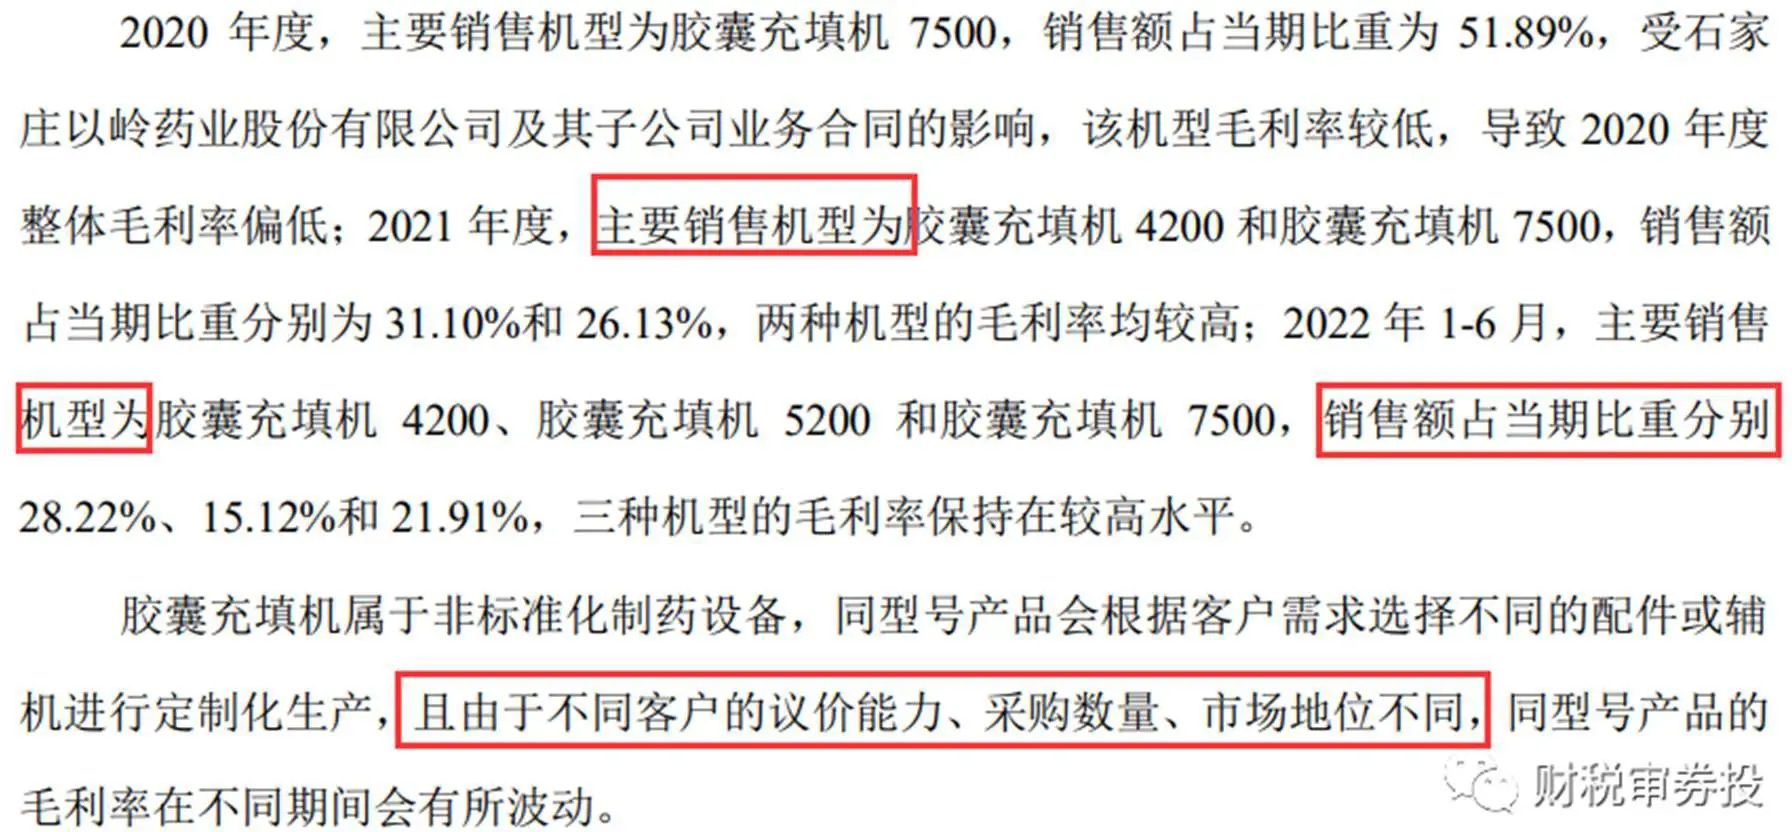 2020 年度，主要销售机型为胶囊充填机 7500，销售额占当期比重为 51.89%，受石家
庄以岭药业股份有限公司及其子公司业务合同的影响，该机型毛利率较低，导致 2020 年度
整体毛利率偏低；2021 年度，主要销售机型为胶囊充填机 4200 和胶囊充填机 7500，销售额
占当期比重分别为 31.10%和 26.13%，两种机型的毛利率均较高；2022 年 1-6 月，主要销售
机型为胶囊充填机 4200、胶囊充填机 5200 和胶囊充填机 7500，销售额占当期比重分别
28.22%、15.12%和 21.91%，三种机型的毛利率保持在较高水平。
胶囊充填机属于非标准化制药设备，同型号产品会根据客户需求选择不同的配件或辅
机进行定制化生产，且由于不同客户的议价能力、采购数量、市场地位不同，同型号产品的
毛利率在不同期间会有所波动。
财税审券投